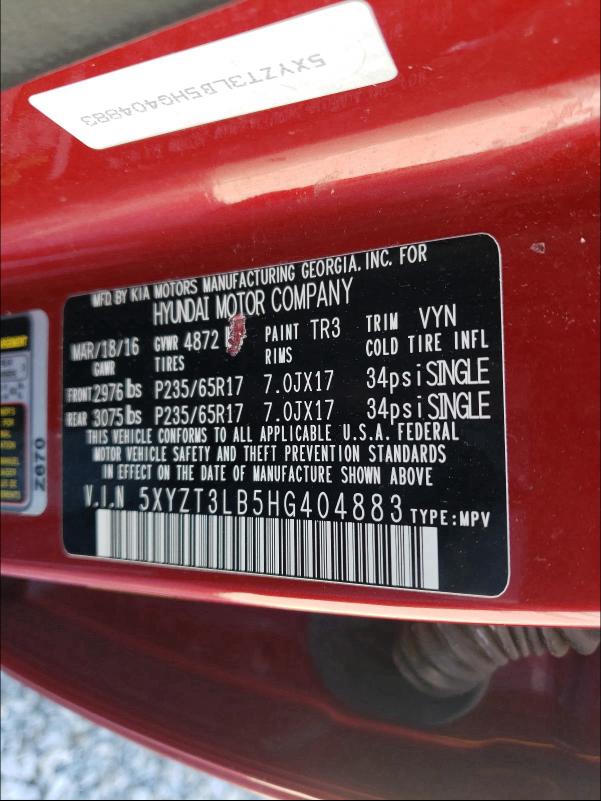 5XYZT3LB5HG404883
MFD BY KIA MOTORS MANUFACTURING GEORGIA, INC. FOR
HYUNDAI MOTOR COMPANY
MAR/18/16 GVWR 4872 PAINT TR3 TRIM VYN
GAWR TIRES RIMS COLD TIRE INFL
FRONT 2976 lbs P235/65R17 7.0JX17 34psi SINGLE
REAR 3075 lbs P235/65R17 7.0JX17 34psi SINGLE
THIS VEHICLE CONFORMS TO ALL APPLICABLE U.S.A. FEDERAL
MOTOR VEHICLE SAFETY AND THEFT PREVENTION STANDARDS
IN EFFECT ON THE DATE OF MANUFACTURE SHOWN ABOVE
V.I.N 5XYZT3LB5HG404883 TYPE:MPV
Z670